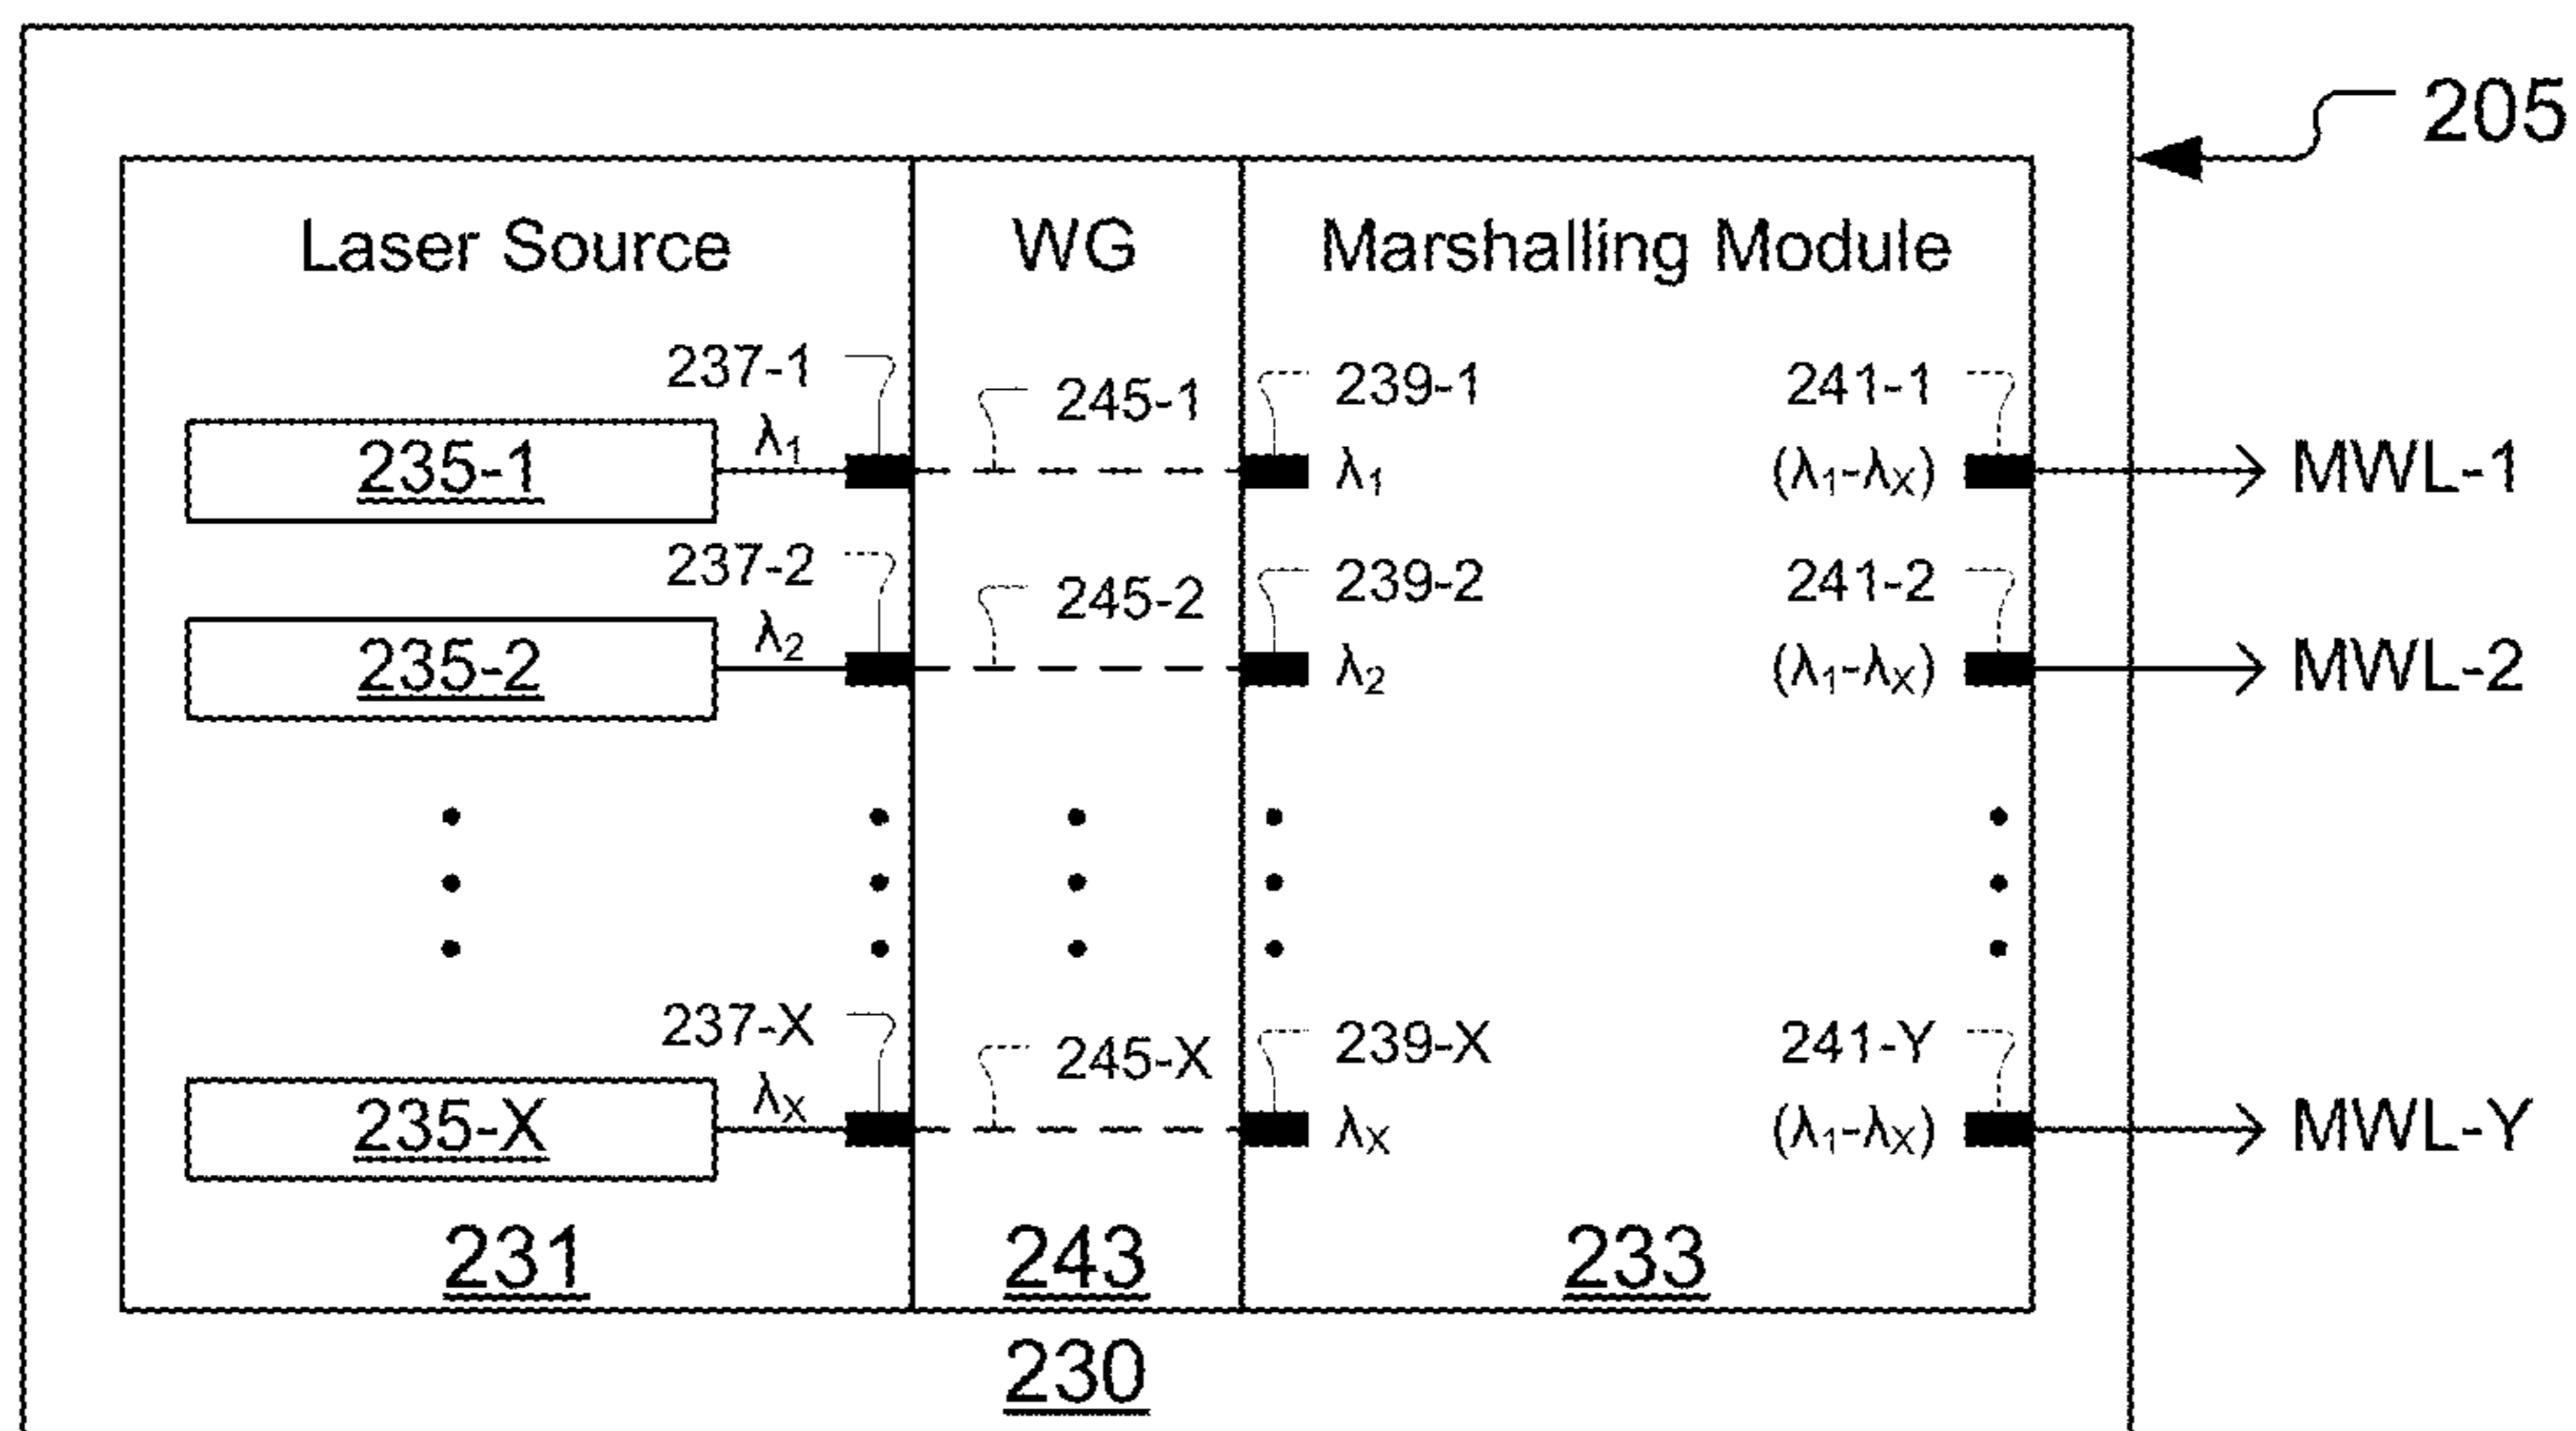 205
Laser Source WG Marshalling Module
237-1 245-1 239-1 241-1
235-1 λ₁ λ₁ (λ₁-λₓ) MWL-1
237-2 245-2 239-2 241-2
235-2 λ₂ λ₂ (λ₁-λₓ) MWL-2
237-X 245-X 239-X 241-Y
235-X λₓ λₓ (λ₁-λₓ) MWL-Y
231 243 233
230